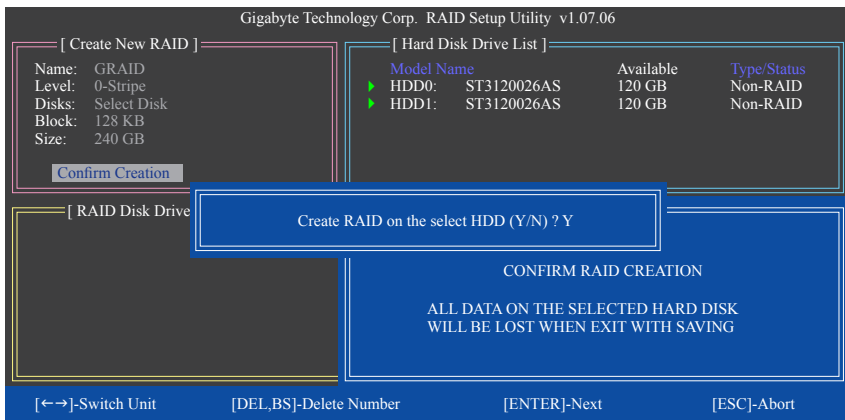 Gigabyte Technology Corp. RAID Setup Utility v1.07.06
[ Create New RAID ]
Name: GRAID
Level: 0-Stripe
Disks: Select Disk
Block: 128 KB
Size: 240 GB
Confirm Creation
[ Hard Disk Drive List ]
Model Name Available Type/Status
HDD0: ST3120026AS 120 GB Non-RAID
HDD1: ST3120026AS 120 GB Non-RAID
[ RAID Disk Drive
Create RAID on the select HDD (Y/N) ? Y
CONFIRM RAID CREATION
ALL DATA ON THE SELECTED HARD DISK
WILL BE LOST WHEN EXIT WITH SAVING
[←→]-Switch Unit [DEL,BS]-Delete Number [ENTER]-Next [ESC]-Abort